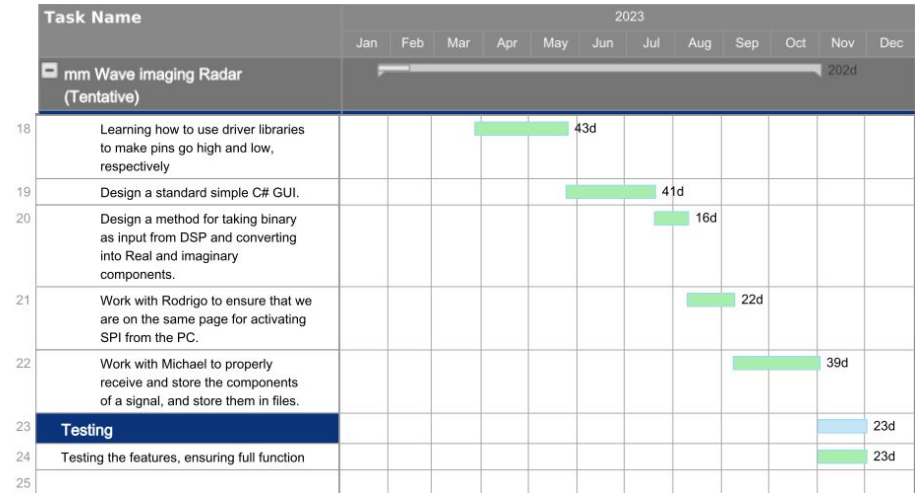 Task Name
2023
Jan Feb Mar Apr May Jun Jul Aug Sep Oct Nov Dec
mm Wave imaging Radar
(Tentative)
202d
18
Learning how to use driver libraries
to make pins go high and low,
respectively
43d
19
Design a standard simple C# GUI.
41d
20
Design a method for taking binary
as input from DSP and converting
into Real and imaginary
components.
16d
21
Work with Rodrigo to ensure that we
are on the same page for activating
SPI from the PC.
22d
22
Work with Michael to properly
receive and store the components
of a signal, and store them in files.
39d
23
Testing
23d
24
Testing the features, ensuring full function
23d
25